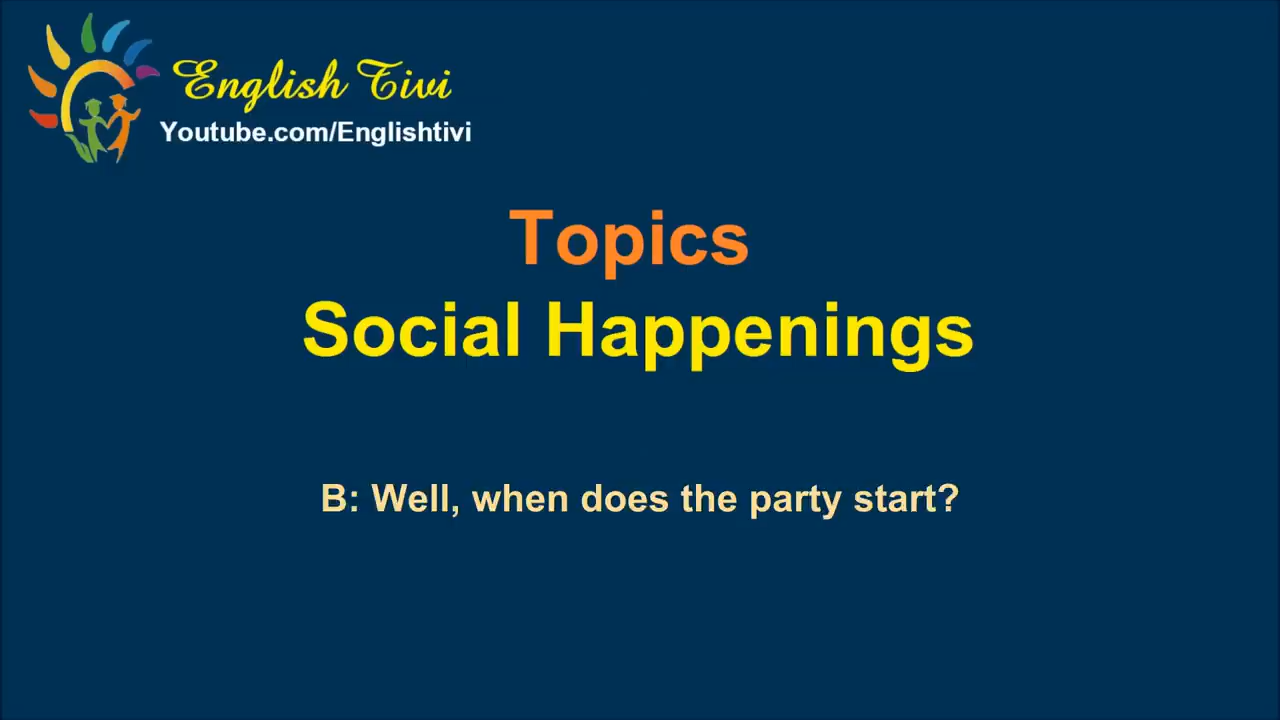 English Tivi
Youtube.com/Englishtivi
Topics
Social Happenings
B: Well, when does the party start?